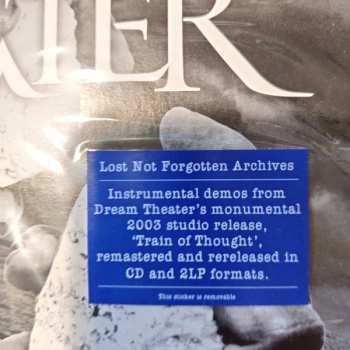 ATER
Lost Not Forgotten Archives
Instrumental demos from
Dream Theater's monumental
2003 studio release,
'Train of Thought',
remastered and rereleased in
CD and 2LP formats.
This sticker is removable